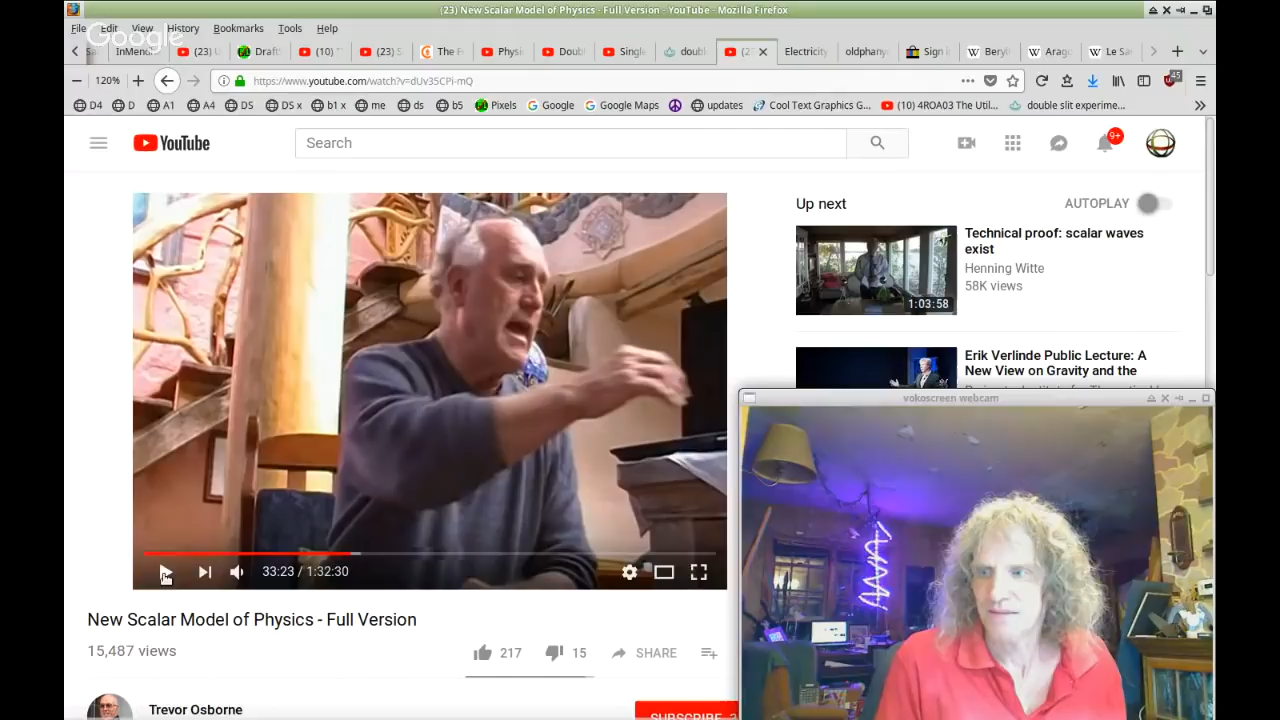 (23) New Scalar Model of Physics - Full Version - YouTube - Mozilla Firefox
Google
File Edit View History Bookmarks Tools Help
InMend (23) U Draft (10) " (23) S The F Physi Doub Single double Electricity oldphany Sign Beryll Arag Le Sa
120% https://www.youtube.com/watch?v=dUv35CPi-mQ 45
D4 D A1 A4 DS DS x b1 x me ds b5 Pixels Google Google Maps updates Cool Text Graphics G... (10) 4ROA03 The Util... double slit experime...
YouTube
Search
9+
Up next
AUTOPLAY
Technical proof: scalar waves
exist
Henning Witte
58K views
1:03:58
Erik Verlinde Public Lecture: A
New View on Gravity and the
vokoscreen webcam
33:23 / 1:32:30
New Scalar Model of Physics - Full Version
15,487 views
217 15 SHARE
Trevor Osborne
SUBSCRIBE